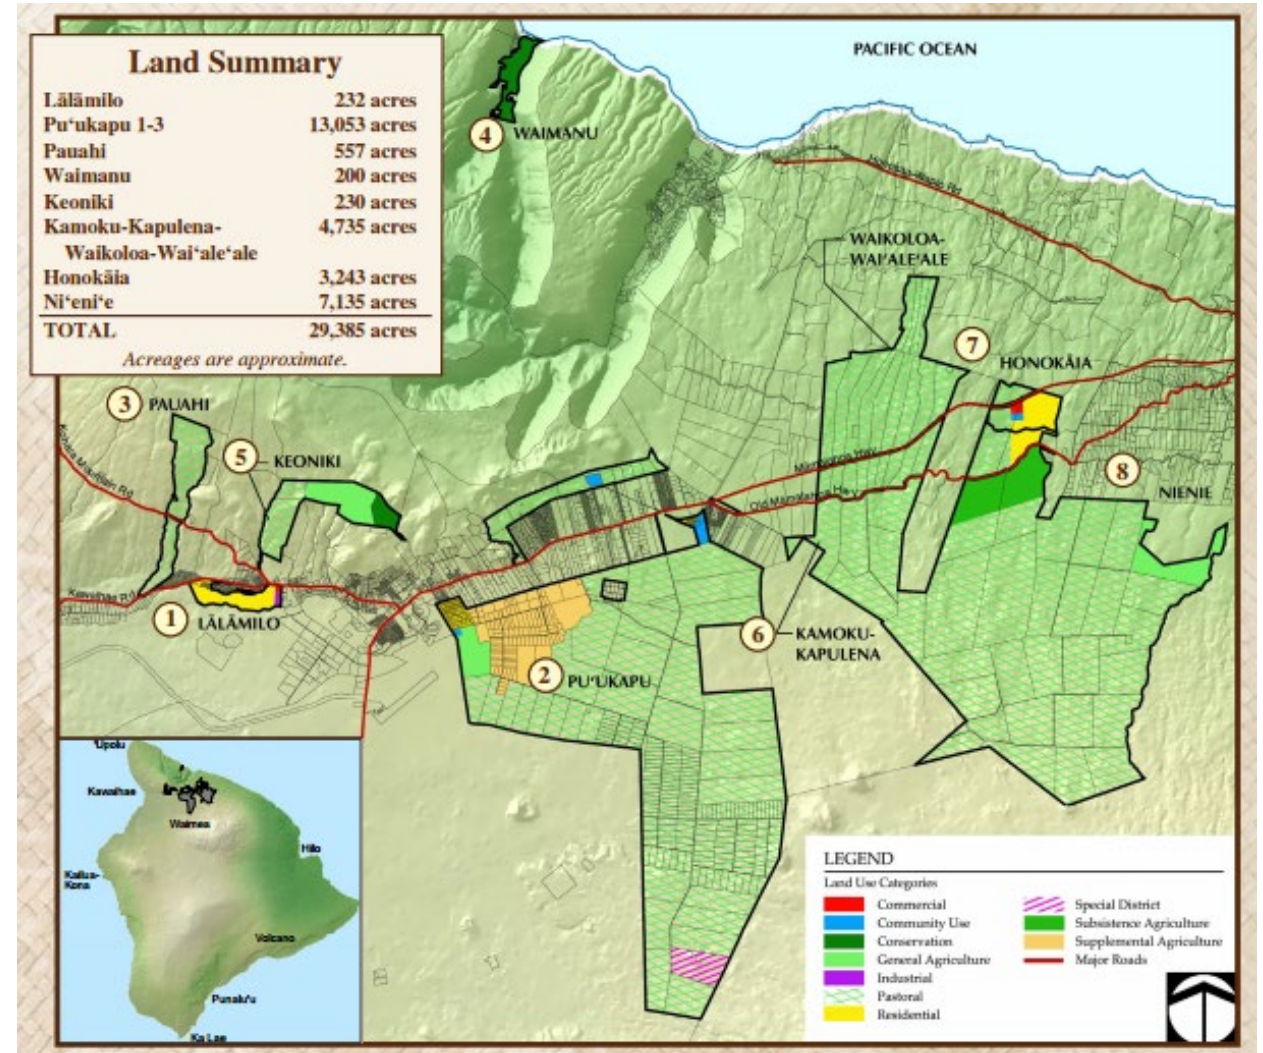 Land Summary
Lālāmilo 232 acres
Pu‘ukapu 1-3 13,053 acres
Pauahi 557 acres
Waimanu 200 acres
Keoniki 230 acres
Kamoku-Kapulena- 4,735 acres
Waikoloa-Wai‘ale‘ale
Honokāia 3,243 acres
Ni‘eni‘e 7,135 acres
TOTAL 29,385 acres
Acreages are approximate.
PACIFIC OCEAN
4 WAIMANU
WAIKOLOA-
WAI‘ALE‘ALE
7
HONOKĀIA
3 PAUAHI
5
KEONIKI
8
NIENIE
Kohala Mountain Rd
Mamalahoa Hwy
Old Mamalahoa Hwy
Kawaihae Rd
1
LĀLĀMILO
6
KAMOKU-
KAPULENA
2
PU‘UKAPU
‘Upolu
Kawaihae
Waimea
Hilo
Kailua-
Kona
Volcano
Punalu‘u
Ka Lae
LEGEND
Land Use Categories
Commercial
Community Use
Conservation
General Agriculture
Industrial
Pastoral
Residential
Special District
Subsistence Agriculture
Supplemental Agriculture
Major Roads